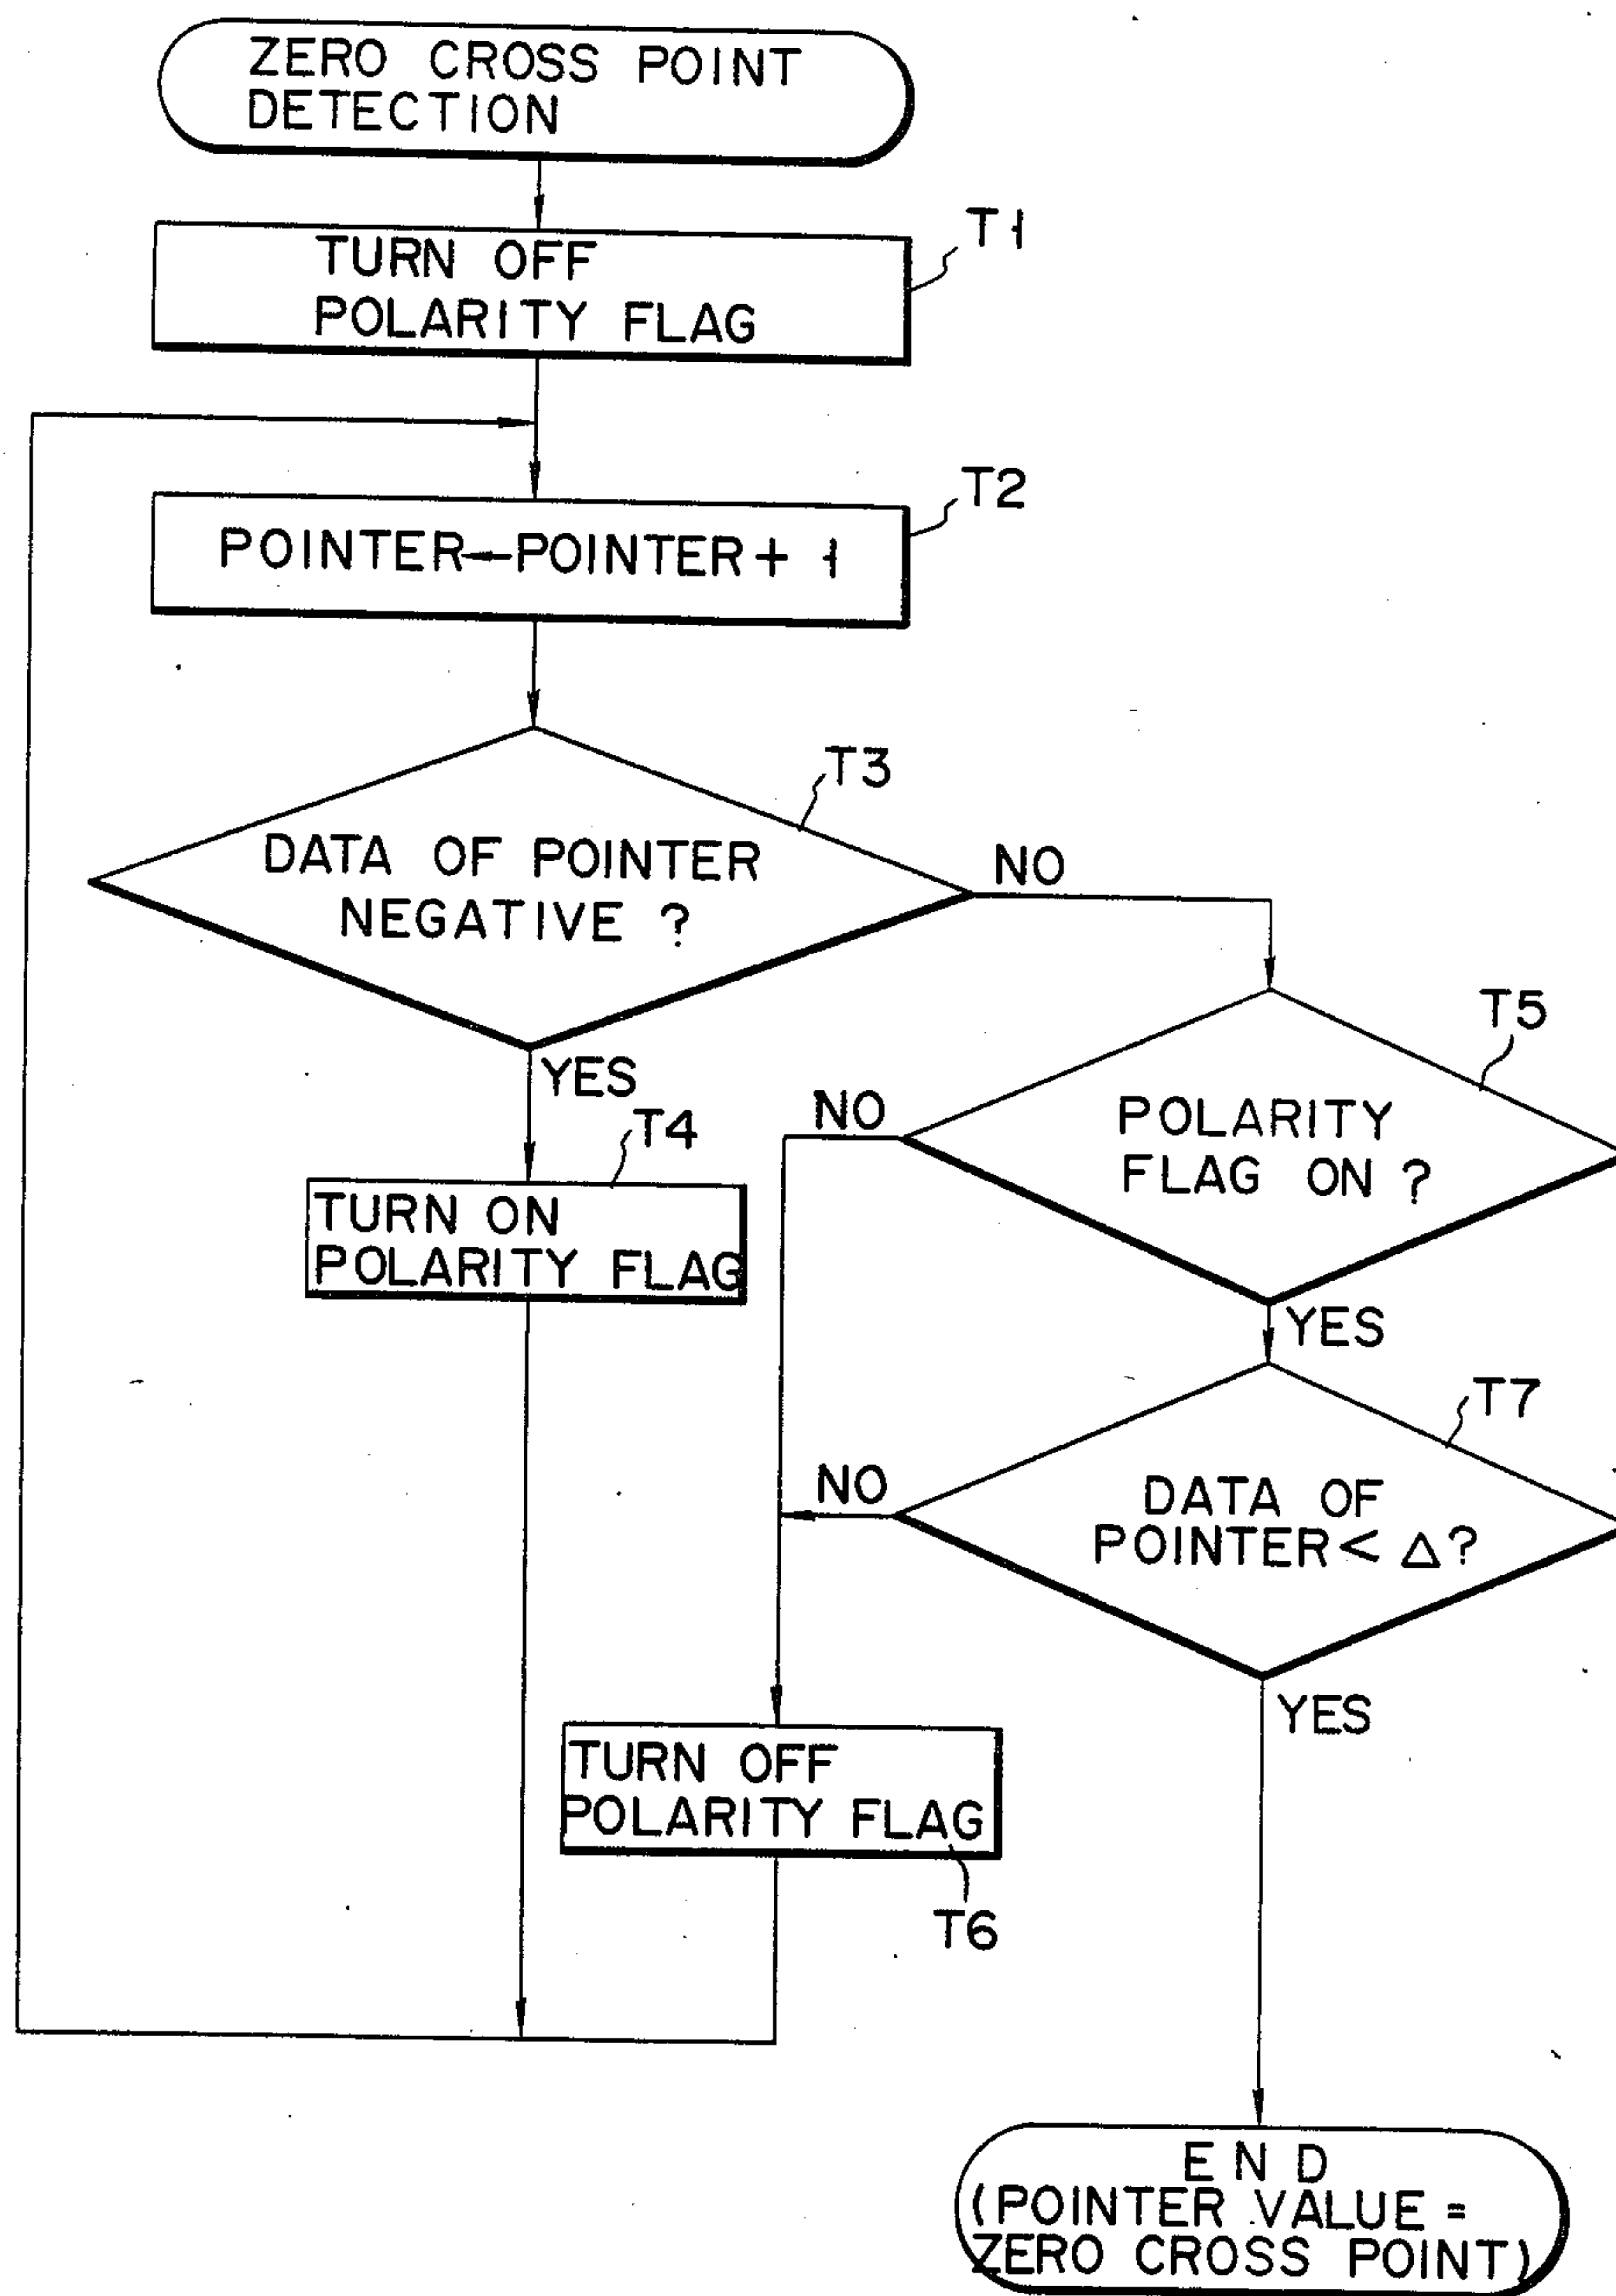 ZERO CROSS POINT
DETECTION
T1
TURN OFF
POLARITY FLAG
T2
POINTER←POINTER + 1
T3
DATA OF POINTER
NEGATIVE ?
NO
YES
T4
TURN ON
POLARITY FLAG
T5
POLARITY
FLAG ON ?
NO
YES
T7
DATA OF
POINTER < △?
NO
YES
TURN OFF
POLARITY FLAG
T6
END
(POINTER VALUE =
ZERO CROSS POINT)